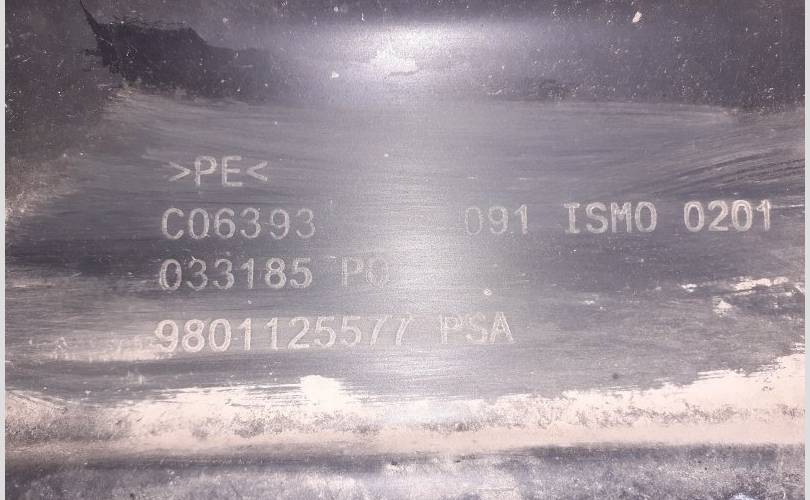 >PE<
C06393 091 ISMO 0201
033185 PO
9801125577 PSA